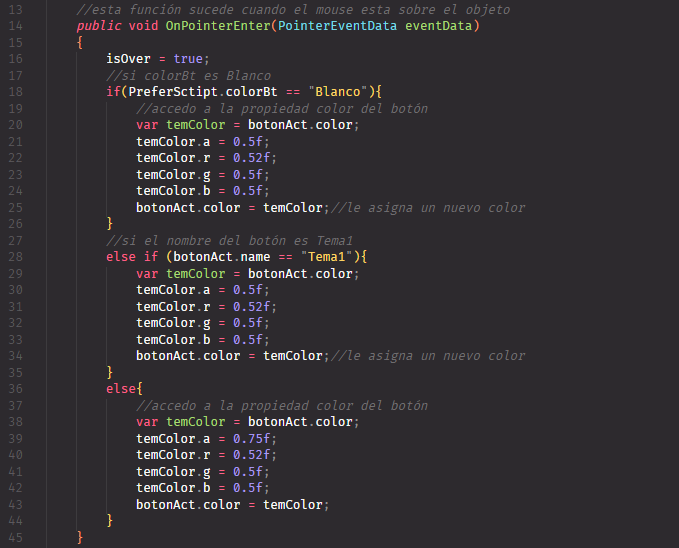 13 //esta función sucede cuando el mouse esta sobre el objeto
14 public void OnPointerEnter(PointerEventData eventData)
15 {
16 isOver = true;
17 //si colorBt es Blanco
18 if(PreferSctipt.colorBt == "Blanco"){
19 //accedo a la propiedad color del botón
20 var temColor = botonAct.color;
21 temColor.a = 0.5f;
22 temColor.r = 0.52f;
23 temColor.g = 0.5f;
24 temColor.b = 0.5f;
25 botonAct.color = temColor;//le asigna un nuevo color
26 }
27 //si el nombre del botón es Tema1
28 else if (botonAct.name == "Tema1"){
29 var temColor = botonAct.color;
30 temColor.a = 0.5f;
31 temColor.r = 0.52f;
32 temColor.g = 0.5f;
33 temColor.b = 0.5f;
34 botonAct.color = temColor;//le asigna un nuevo color
35 }
36 else{
37 //accedo a la propiedad color del botón
38 var temColor = botonAct.color;
39 temColor.a = 0.75f;
40 temColor.r = 0.52f;
41 temColor.g = 0.5f;
42 temColor.b = 0.5f;
43 botonAct.color = temColor;
44 }
45 }